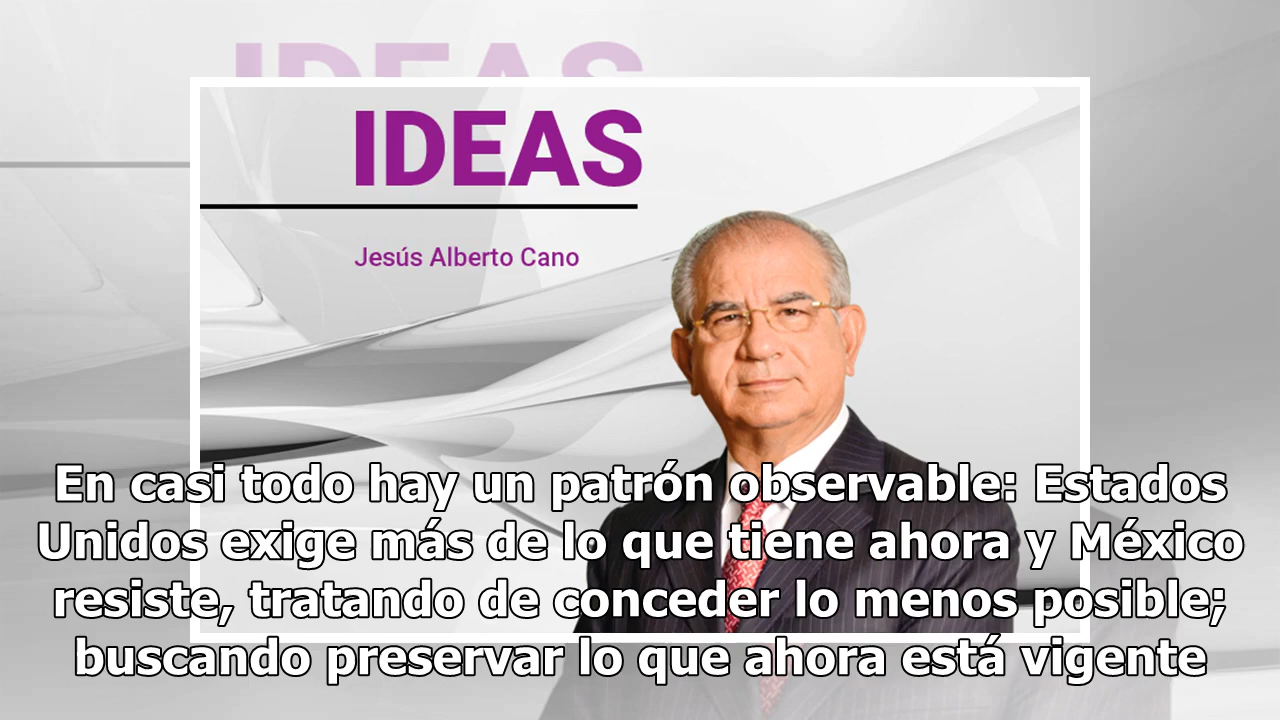 IDEAS
IDEAS
Jesús Alberto Cano
En casi todo hay un patrón observable: Estados
Unidos exige más de lo que tiene ahora y México
resiste, tratando de conceder lo menos posible;
buscando preservar lo que ahora está vigente